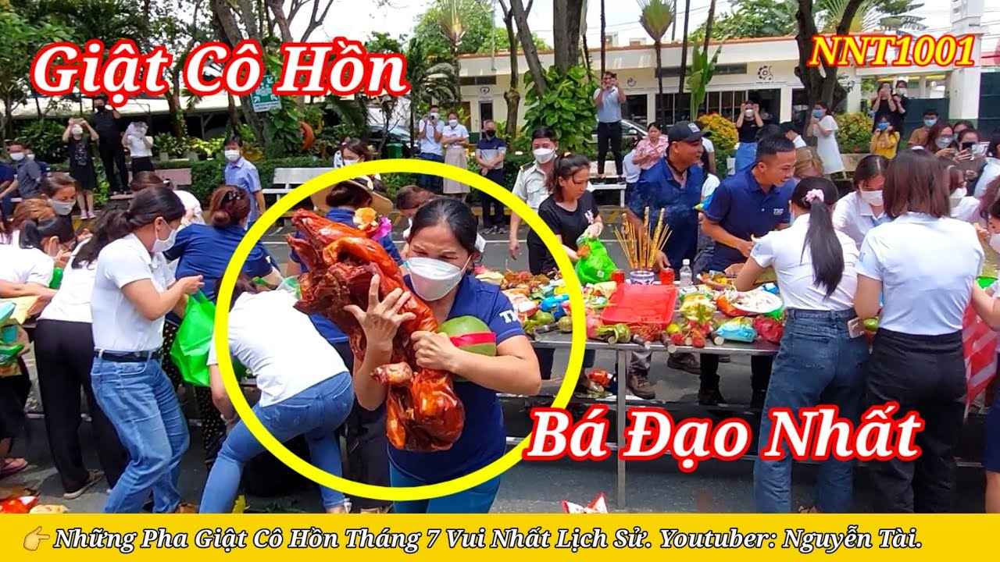 Giật Cô Hồn
NNT1001
Bá Đạo Nhất
👉Những Pha Giật Cô Hồn Tháng 7 Vui Nhất Lịch Sử. Youtuber: Nguyễn Tài.